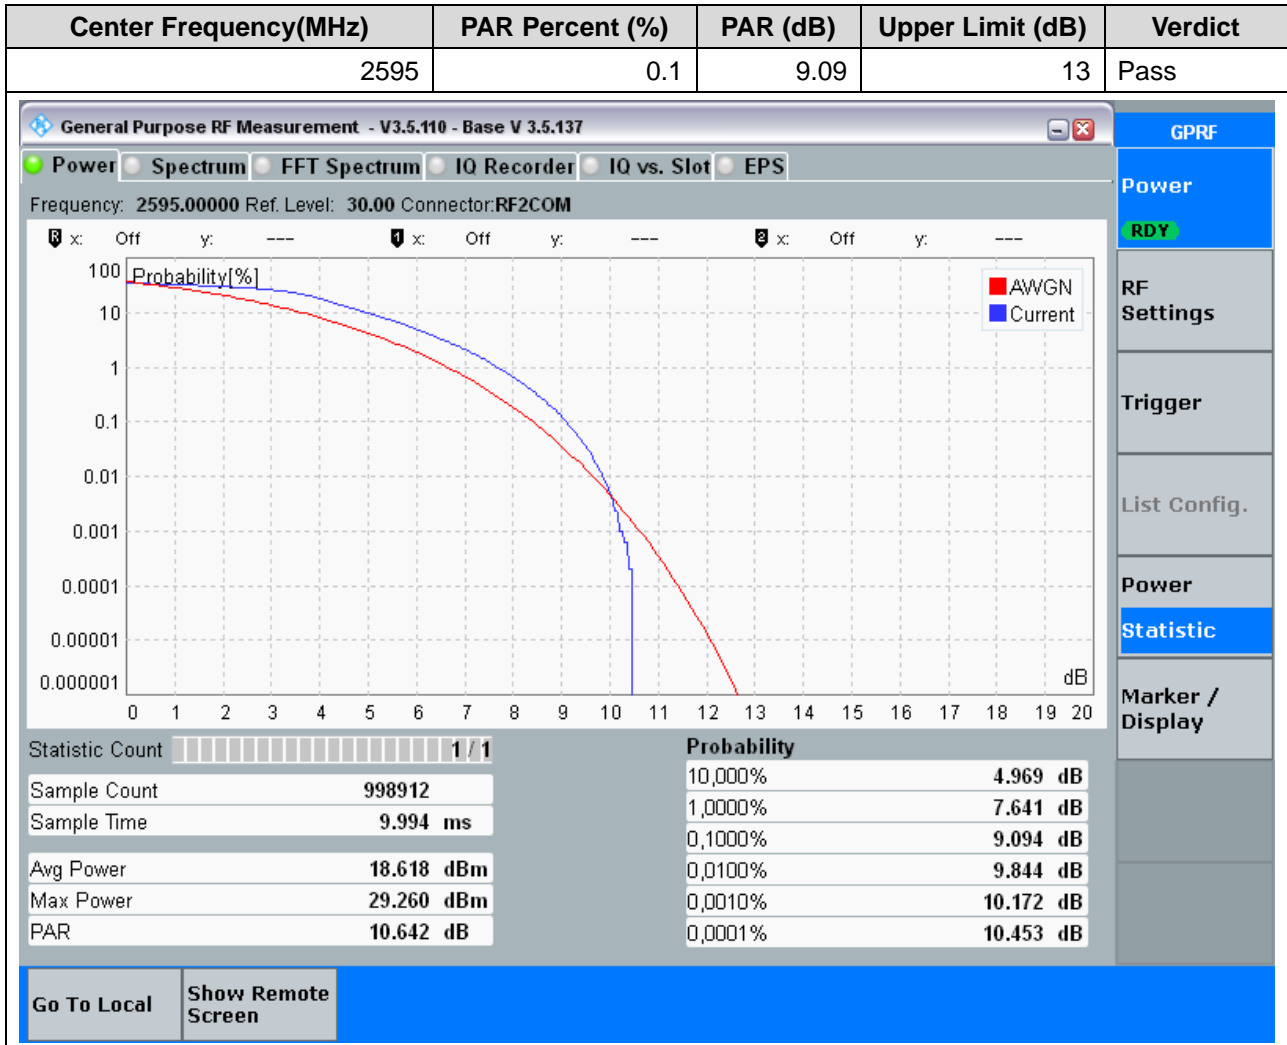 Center Frequency(MHz) PAR Percent (%) PAR (dB) Upper Limit (dB) Verdict
2595 0.1 9.09 13 Pass
General Purpose RF Measurement - V3.5.110 - Base V 3.5.137
GPRF
Power Spectrum FFT Spectrum IQ Recorder IQ vs. Slot EPS
Frequency: 2595.00000 Ref. Level: 30.00 Connector:RF2COM
R x: Off y: --- 1 x: Off y: --- 2 x: Off y: ---
Probability[%]
AWGN
Current
100
10
1
0.1
0.01
0.001
0.0001
0.00001
0.000001
dB
0 1 2 3 4 5 6 7 8 9 10 11 12 13 14 15 16 17 18 19 20
Statistic Count 1 / 1
Sample Count 998912
Sample Time 9.994 ms
Avg Power 18.618 dBm
Max Power 29.260 dBm
PAR 10.642 dB
Probability
10,000% 4.969 dB
1,0000% 7.641 dB
0,1000% 9.094 dB
0,0100% 9.844 dB
0,0010% 10.172 dB
0,0001% 10.453 dB
Power
RDY
RF
Settings
Trigger
List Config.
Power
Statistic
Marker /
Display
Go To Local
Show Remote
Screen